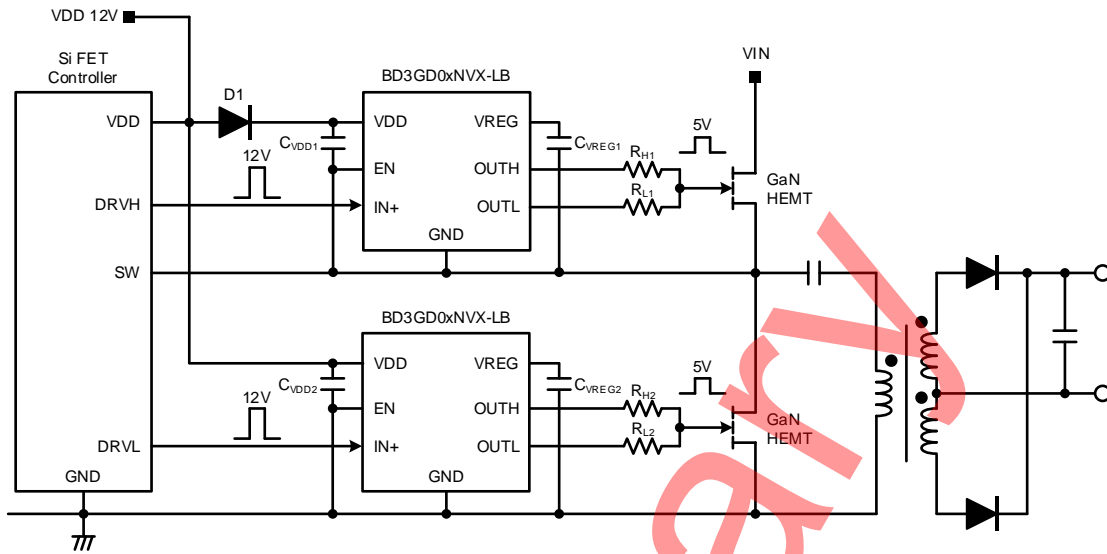 VDD 12V
Si FET
Controller
VDD
DRVH
SW
DRVL
GND
D1
12V
12V
BD3GD0xNVX-LB
CVDD1
VDD
EN
IN+
GND
VREG
OUTH
OUTL
CVREG1
RH1
RL1
5V
VIN
GaN
HEMT
BD3GD0xNVX-LB
CVDD2
VDD
EN
IN+
GND
VREG
OUTH
OUTL
CVREG2
RH2
RL2
5V
GaN
HEMT
ary